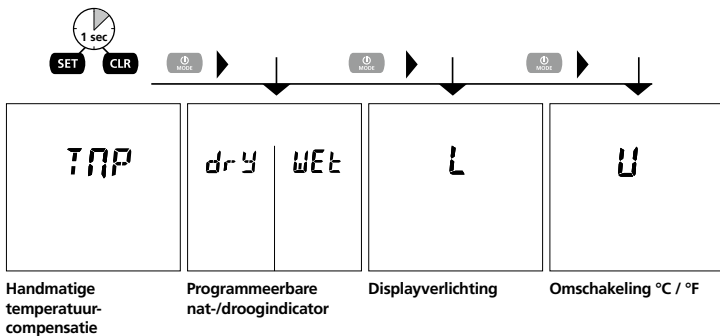 1 sec
SET CLR
MODE MODE MODE
TMP
dry WEt
L
U
Handmatige
temperatuur-
compensatie
Programmeerbare
nat-/droogindicator
Displayverlichting
Omschakeling °C / °F